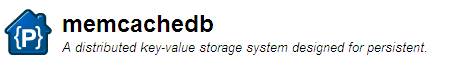 {P}
memcachedb
A distributed key-value storage system designed for persistent.